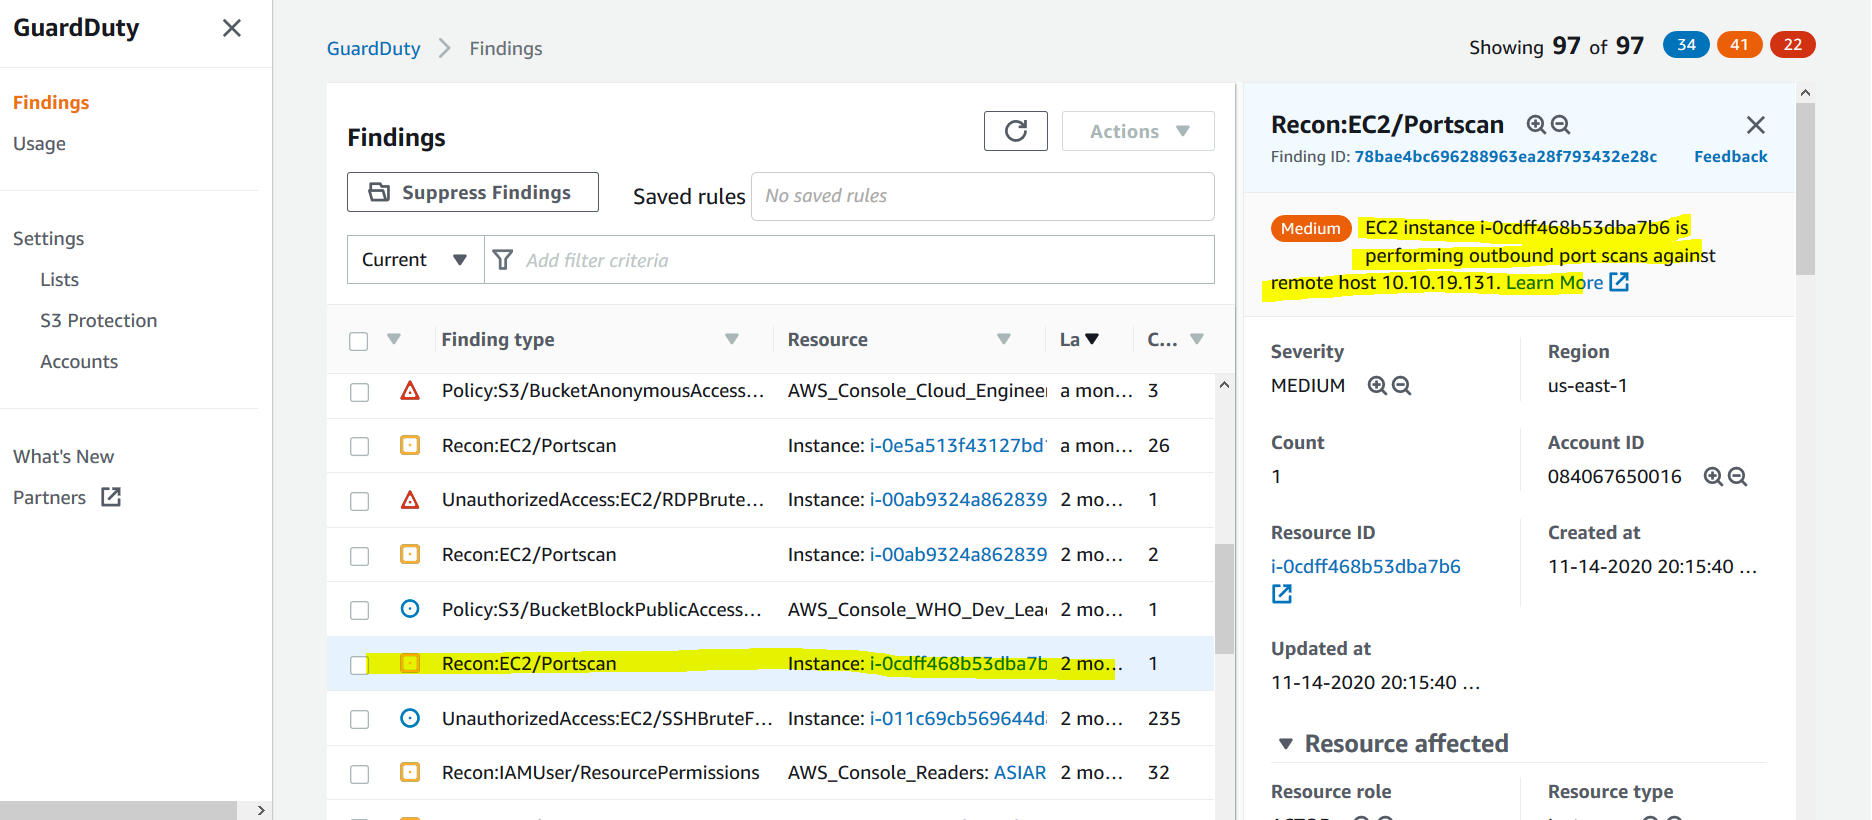 GuardDuty
Findings
Usage
Settings
Lists
S3 Protection
Accounts
What's New
Partners
GuardDuty Findings
Showing 97 of 97 34 41 22
Findings
Actions
Suppress Findings
Saved rules No saved rules
Current Add filter criteria
Finding type Resource La C...
Policy:S3/BucketAnonymousAccess... AWS_Console_Cloud_Engineer a mon... 3
Recon:EC2/Portscan Instance: i-0e5a513f43127bd a mon... 26
UnauthorizedAccess:EC2/RDPBrute... Instance: i-00ab9324a862839 2 mo... 1
Recon:EC2/Portscan Instance: i-00ab9324a862839 2 mo... 2
Policy:S3/BucketBlockPublicAccess... AWS_Console_WHO_Dev_Lead 2 mo... 1
Recon:EC2/Portscan Instance: i-0cdff468b53dba7b 2 mo... 1
UnauthorizedAccess:EC2/SSHBruteF... Instance: i-011c69cb569644d 2 mo... 235
Recon:IAMUser/ResourcePermissions AWS_Console_Readers: ASIAR 2 mo... 32
Recon:EC2/Portscan
Finding ID: 78bae4bc696288963ea28f793432e28c Feedback
Medium EC2 instance i-0cdff468b53dba7b6 is
performing outbound port scans against
remote host 10.10.19.131. Learn More
Severity Region
MEDIUM us-east-1
Count Account ID
1 084067650016
Resource ID Created at
i-0cdff468b53dba7b6 11-14-2020 20:15:40 ...
Updated at
11-14-2020 20:15:40 ...
Resource affected
Resource role Resource type